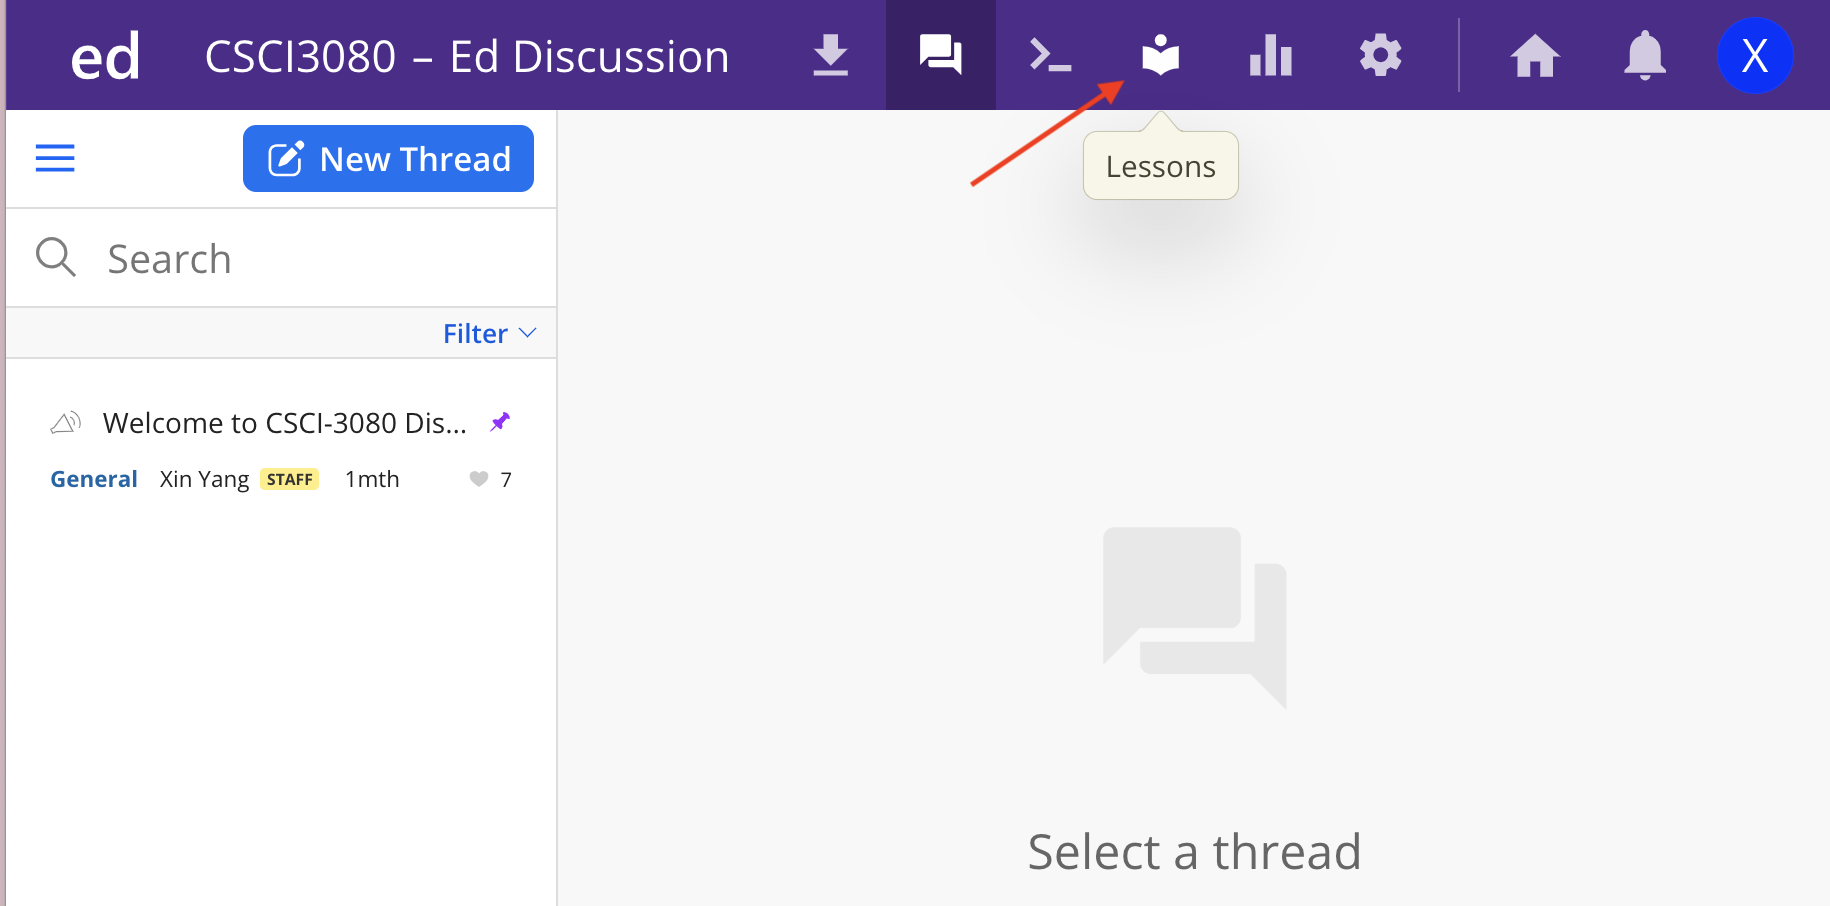 ed CSCI3080 – Ed Discussion X
Lessons
New Thread
Search
Filter
Welcome to CSCI-3080 Dis...
General Xin Yang STAFF 1mth 7
Select a thread